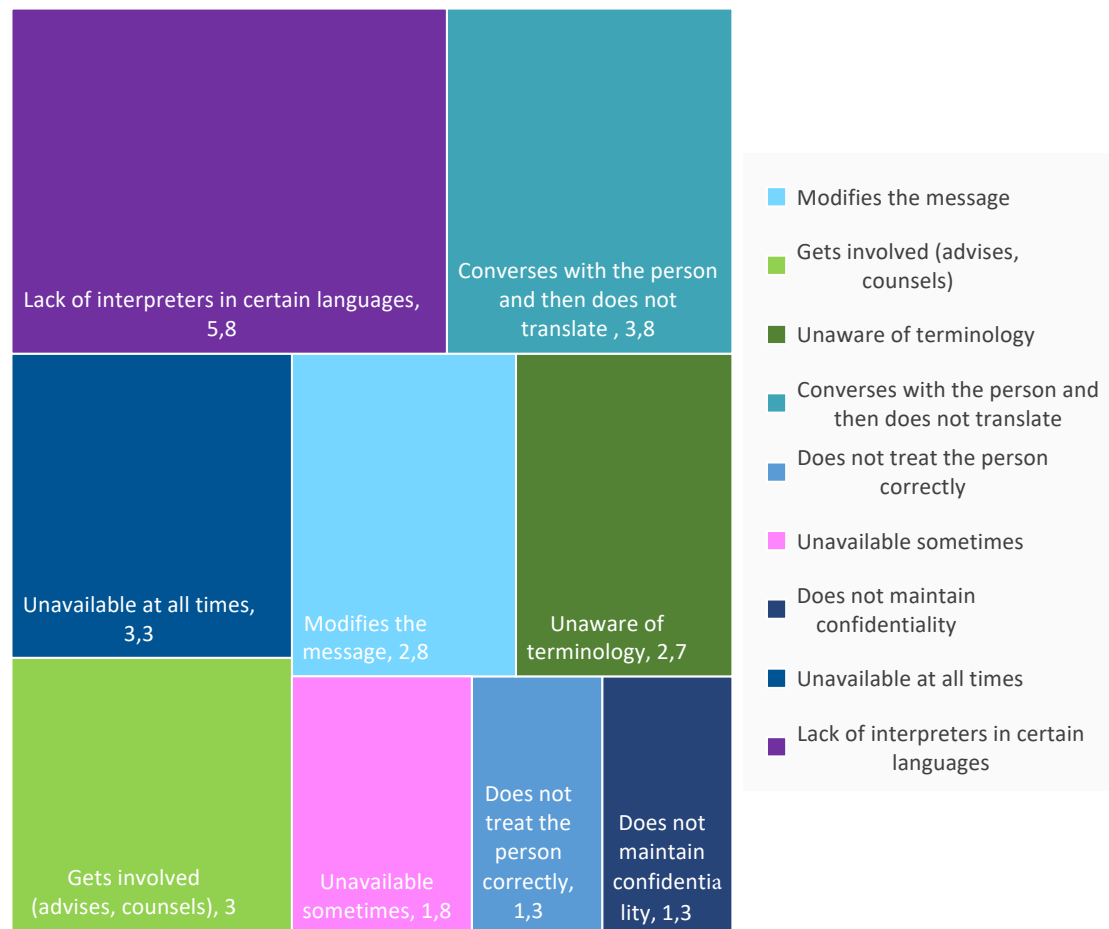 Lack of interpreters in certain languages,
5,8
Converses with the person
and then does not
translate , 3,8
Unavailable at all times,
3,3
Modifies the
message, 2,8
Unaware of
terminology, 2,7
Gets involved
(advises, counsels), 3
Unavailable
sometimes, 1,8
Does not
treat the
person
correctly,
1,3
Does not
maintain
confidentia
lity, 1,3
Modifies the message
Gets involved (advises,
counsels)
Unaware of terminology
Converses with the person and
then does not translate
Does not treat the person
correctly
Unavailable sometimes
Does not maintain
confidentiality
Unavailable at all times
Lack of interpreters in certain
languages